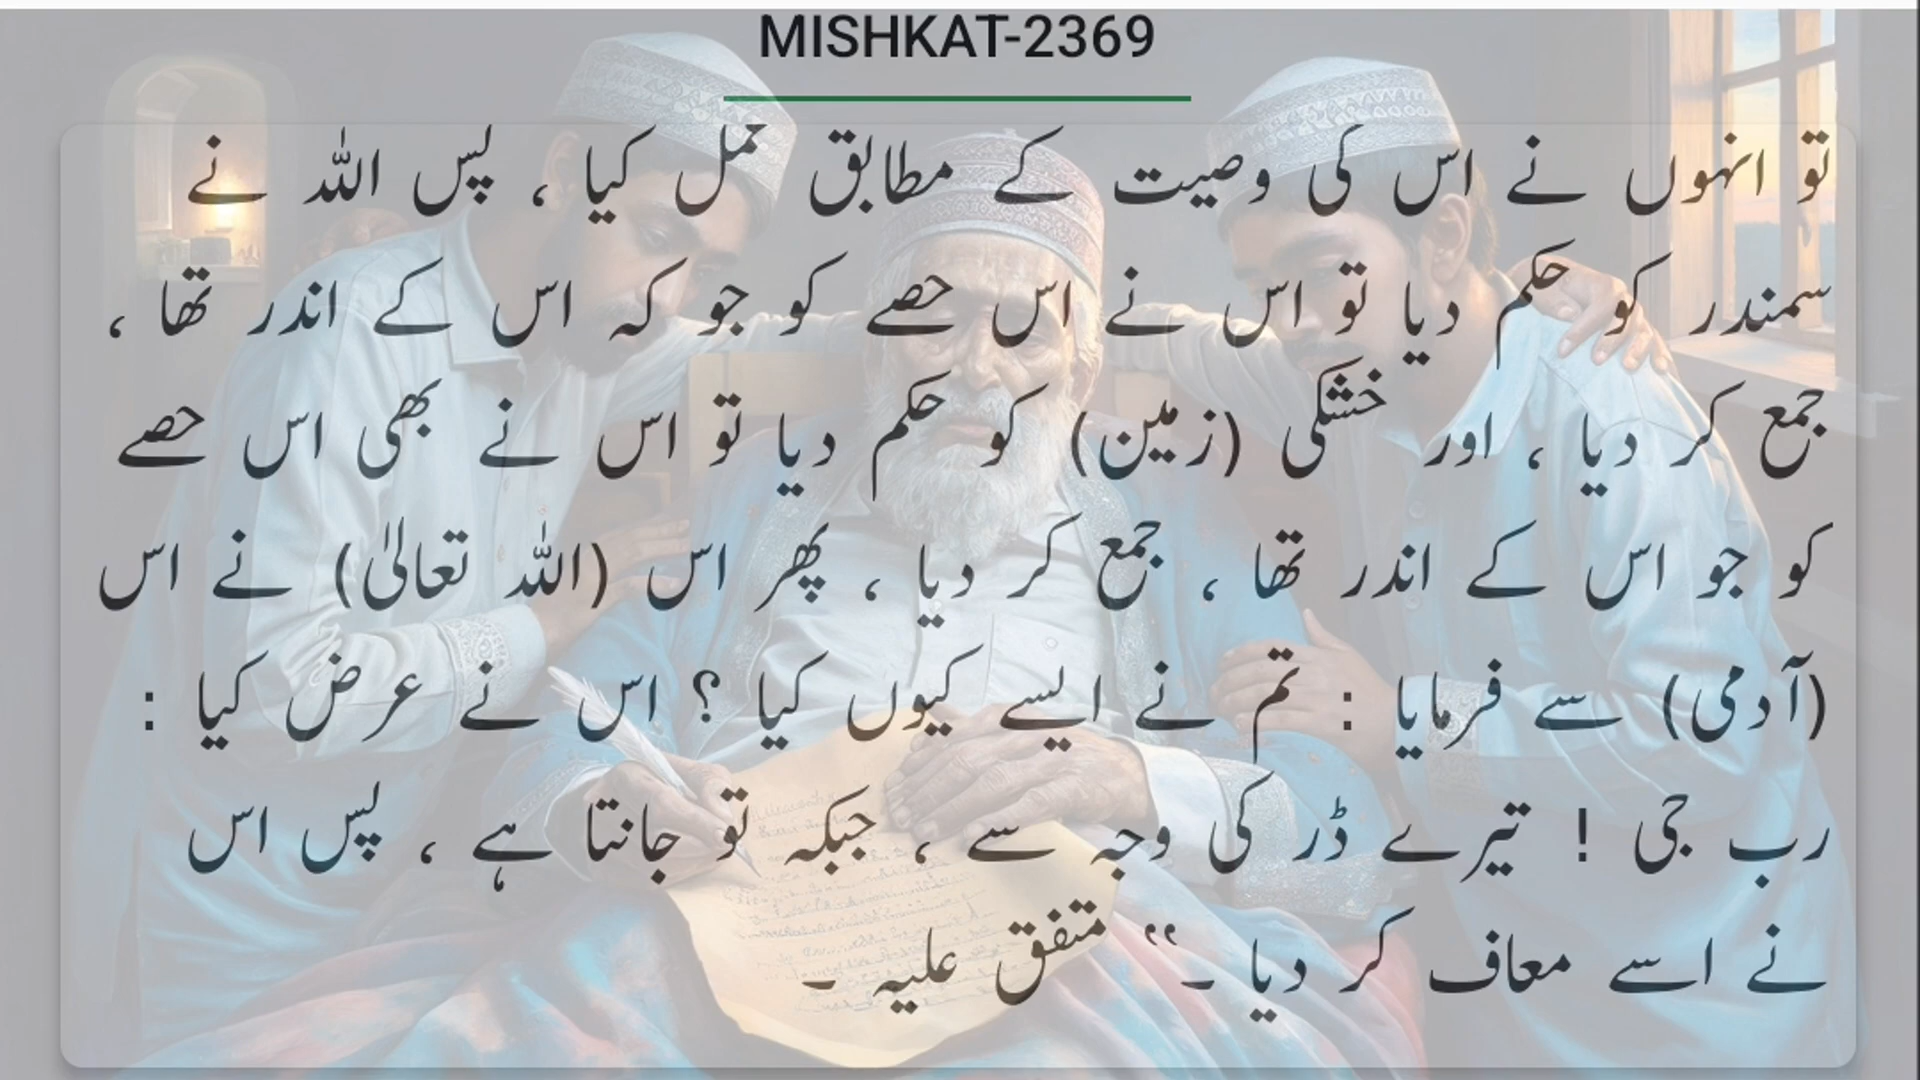 MISHKAT-2369
تو انہوں نے اس کی وصیت کے مطابق عمل کیا ، پس اللہ نے
سمندر کو حکم دیا تو اس نے اس حصے کو جو کہ اس کے اندر تھا ،
جمع کر دیا ، اور خشکی (زمین) کو حکم دیا تو اس نے بھی اس حصے
کو جو اس کے اندر تھا ، جمع کر دیا ، پھر اس (اللہ تعالیٰ) نے اس
(آدمی) سے فرمایا : تم نے ایسے کیوں کیا ؟ اس نے عرض کیا :
رب جی ! تیرے ڈر کی وجہ سے ، جبکہ تو جانتا ہے ، پس اس
نے اسے معاف کر دیا ۔‘‘ متفق علیہ ۔